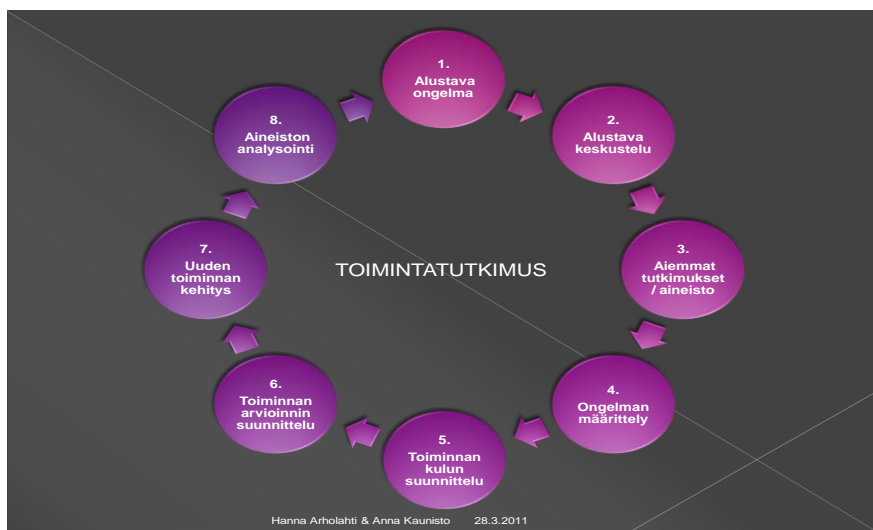 1.
Alustava
ongelma
2.
Alustava
keskustelu
3.
Aiemmat
tutkimukset
/ aineisto
4.
Ongelman
määrittely
5.
Toiminnan
kulun
suunnittelu
6.
Toiminnan
arvioinnin
suunnittelu
7.
Uuden
toiminnan
kehitys
8.
Aineiston
analysointi
TOIMINTATUTKIMUS
Hanna Arholahti & Anna Kaunisto 28.3.2011